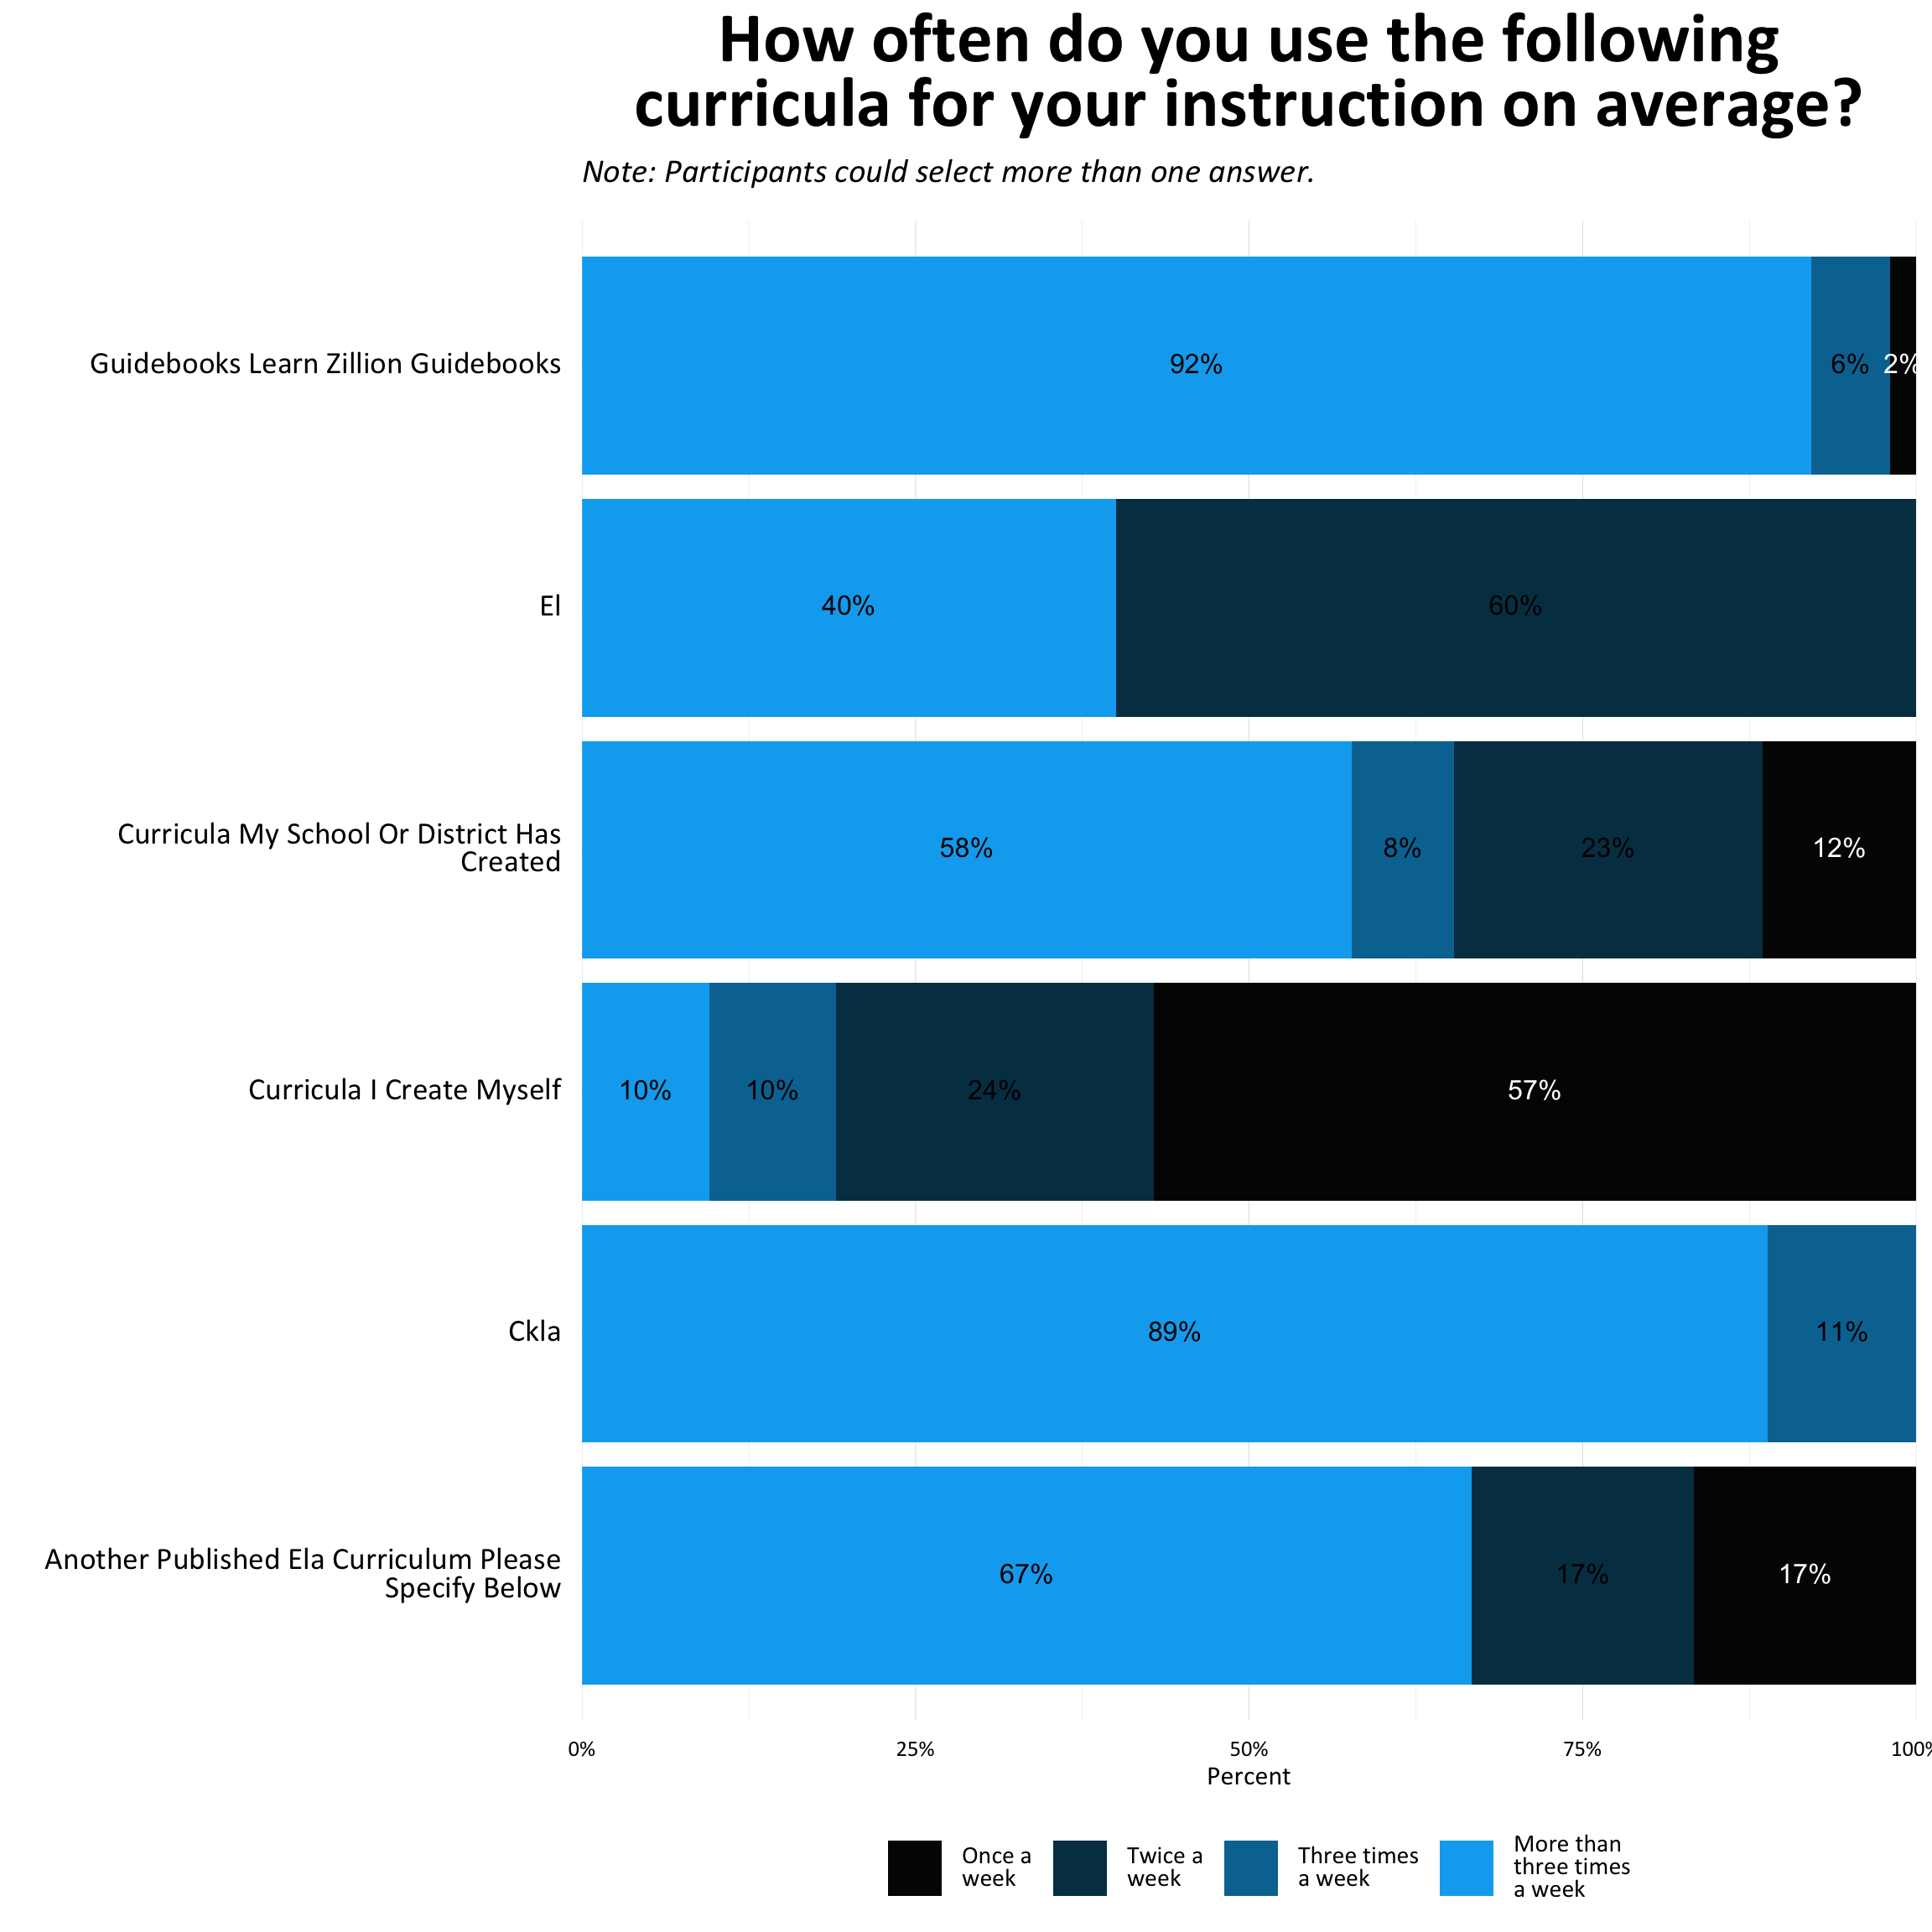 How often do you use the following
curricula for your instruction on average?
Note: Participants could select more than one answer.
Guidebooks Learn Zillion Guidebooks
92%
6%
2%
El
40%
60%
Curricula My School Or District Has
Created
58%
8%
23%
12%
Curricula I Create Myself
10%
10%
24%
57%
Ckla
89%
11%
Another Published Ela Curriculum Please
Specify Below
67%
17%
17%
0%
25%
50%
75%
100%
Percent
Once a
week
Twice a
week
Three times
a week
More than
three times
a week